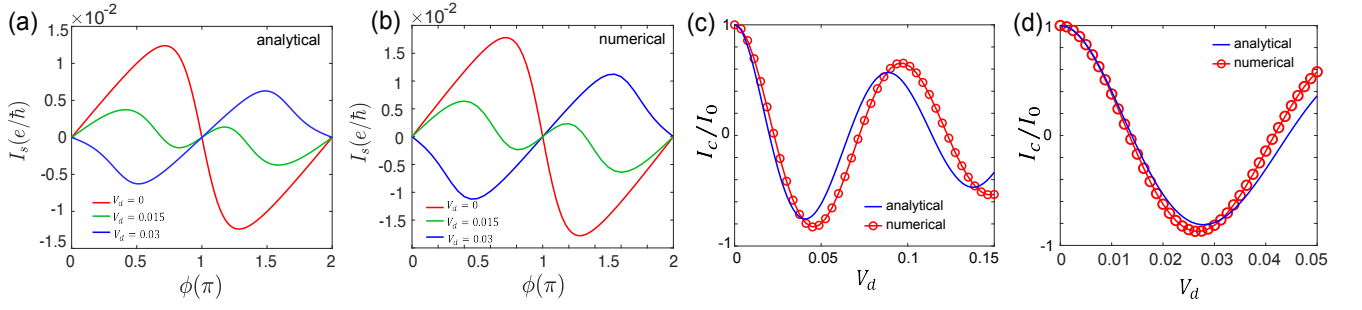 (a)
×10⁻²
analytical
1.5
1
0.5
0
-0.5
-1
-1.5
I_s(e/ħ)
V_d = 0
V_d = 0.015
V_d = 0.03
0 0.5 1 1.5 2
ϕ(π)
(b)
×10⁻²
numerical
1.5
1
0.5
0
-0.5
-1
-1.5
I_s(e/ħ)
V_d = 0
V_d = 0.015
V_d = 0.03
0 0.5 1 1.5 2
ϕ(π)
(c)
1
0
-1
I_c/I_0
analytical
numerical
0 0.05 0.10 0.15
V_d
(d)
1
0
-1
I_c/I_0
analytical
numerical
0 0.01 0.02 0.03 0.04 0.05
V_d